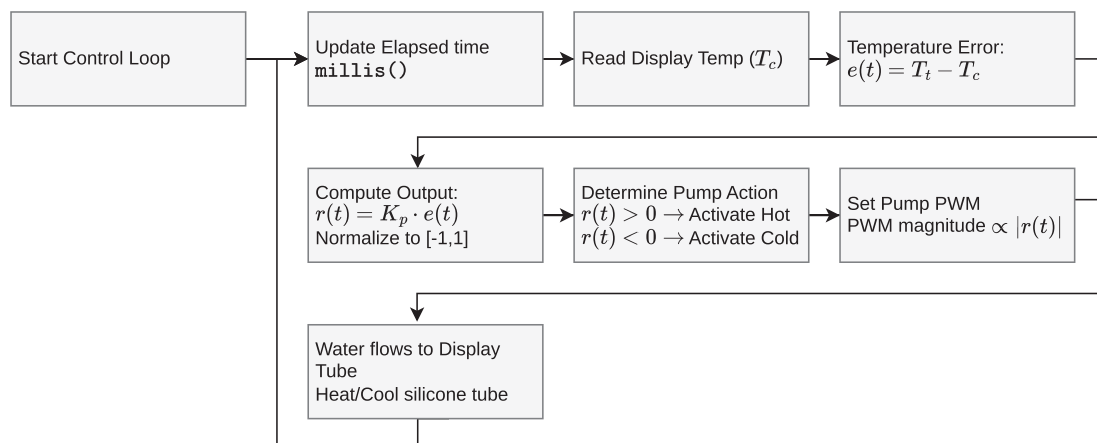 Start Control Loop
Update Elapsed time
millis()
Read Display Temp (T_c)
Temperature Error:
e(t) = T_t − T_c
Compute Output:
r(t) = K_p · e(t)
Normalize to [-1,1]
Determine Pump Action
r(t) > 0 → Activate Hot
r(t) < 0 → Activate Cold
Set Pump PWM
PWM magnitude ∝ |r(t)|
Water flows to Display
Tube
Heat/Cool silicone tube